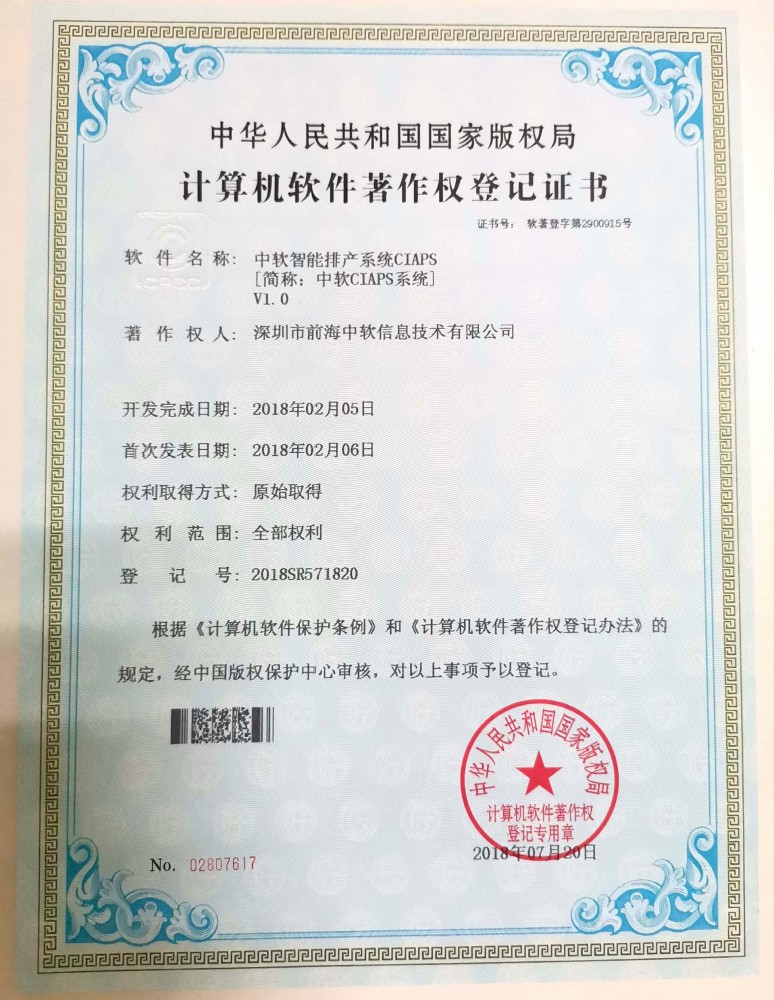 中华人民共和国国家版权局
计算机软件著作权登记证书
证书号： 软著登字第2900915号
软件名称： 中软智能排产系统CIAPS
[简称：中软CIAPS系统]
V1.0
CPCC
著作权人： 深圳市前海中软信息技术有限公司
开发完成日期： 2018年02月05日
首次发表日期： 2018年02月06日
权利取得方式： 原始取得
权利范围： 全部权利
登记号： 2018SR571820
根据《计算机软件保护条例》和《计算机软件著作权登记办法》的
规定，经中国版权保护中心审核，对以上事项予以登记。
中华人民共和国国家版权局
计算机软件著作权
登记专用章
2018年07月20日
No. 02807617